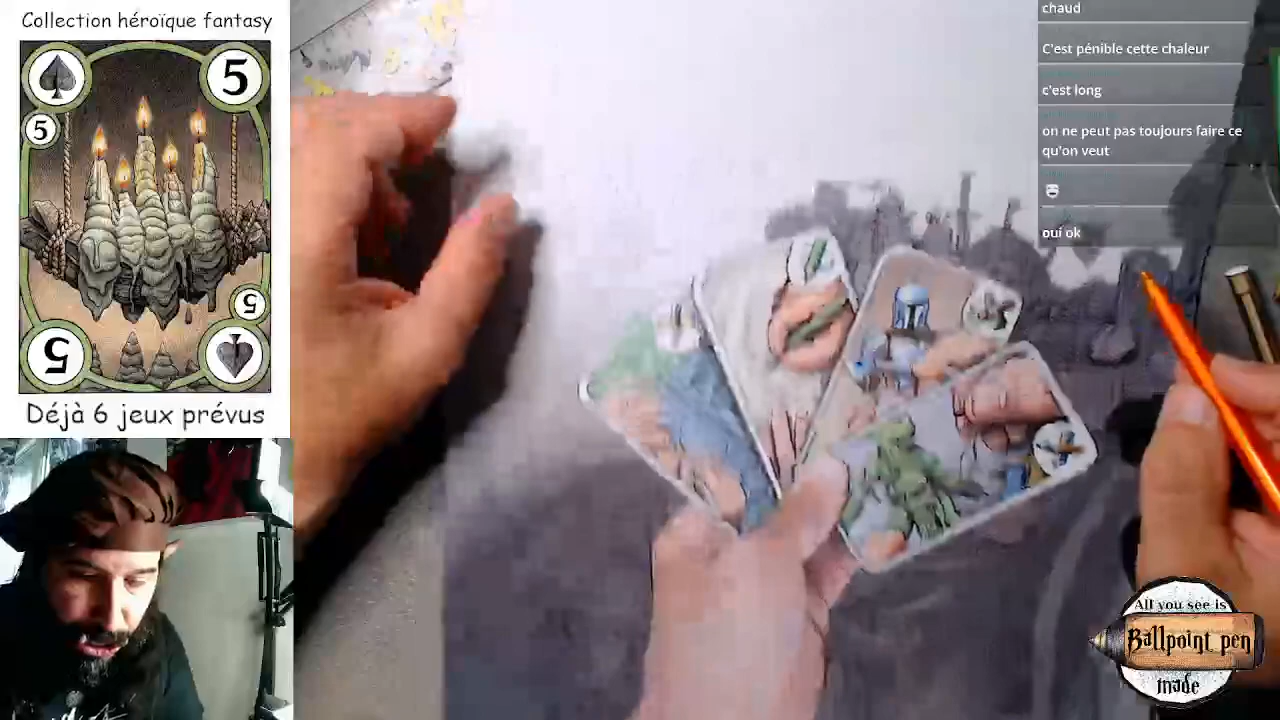 Collection héroïque fantasy
5
5
5
5
Déjà 6 jeux prévus
chaud
C'est pénible cette chaleur
c'est long
on ne peut pas toujours faire ce
qu'on veut
oui ok
All you see is
Ballpoint pen
made